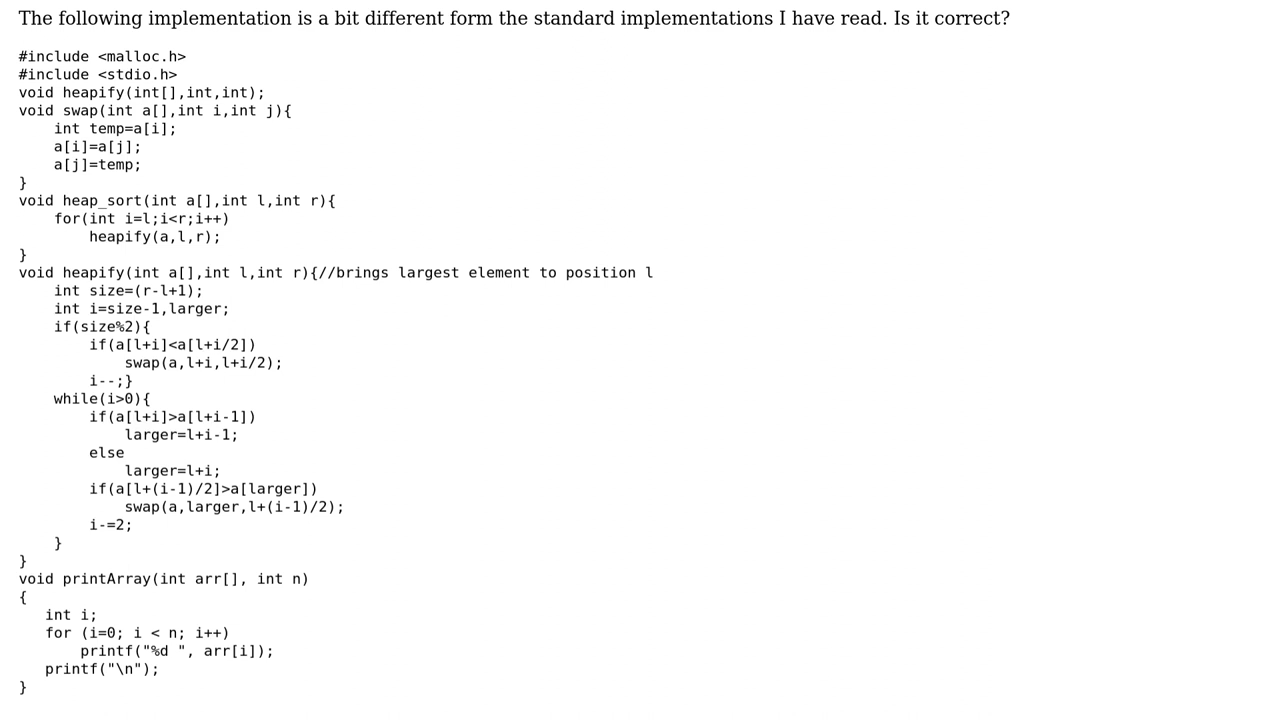 The following implementation is a bit different form the standard implementations I have read. Is it correct?
#include <malloc.h>
#include <stdio.h>
void heapify(int[],int,int);
void swap(int a[],int i,int j){
    int temp=a[i];
    a[i]=a[j];
    a[j]=temp;
}
void heap_sort(int a[],int l,int r){
    for(int i=l;i<r;i++)
        heapify(a,l,r);
}
void heapify(int a[],int l,int r){//brings largest element to position l
    int size=(r-l+1);
    int i=size-1,larger;
    if(size%2){
        if(a[l+i]<a[l+i/2])
            swap(a,l+i,l+i/2);
        i--;}
    while(i>0){
        if(a[l+i]>a[l+i-1])
            larger=l+i-1;
        else
            larger=l+i;
        if(a[l+(i-1)/2]>a[larger])
            swap(a,larger,l+(i-1)/2);
        i-=2;
    }
}
void printArray(int arr[], int n)
{
   int i;
   for (i=0; i < n; i++)
       printf("%d ", arr[i]);
   printf("\n");
}